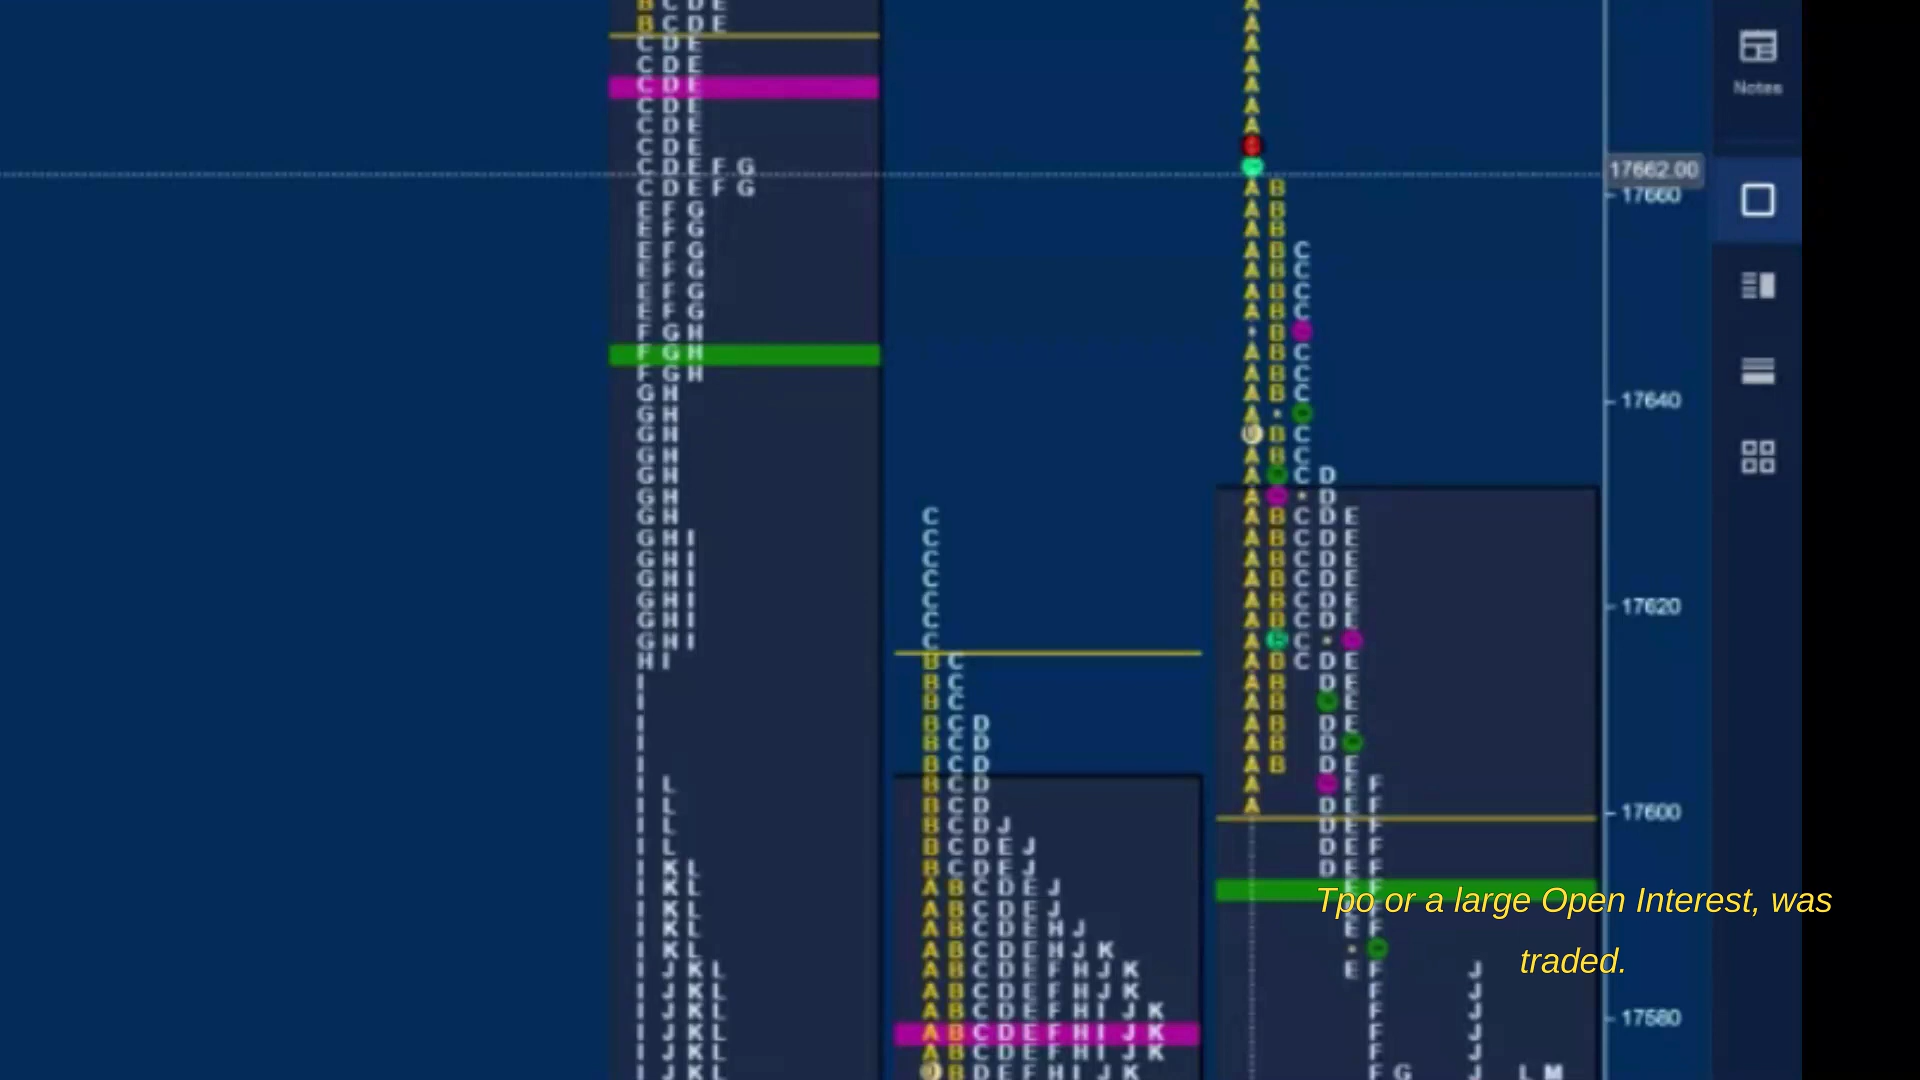 B C D E
B C D E
C D E
C D E
C D E
C D E
C D E
C D E
C D E F G
C D E F G
E F G
E F G
E F G
E F G
E F G
E F G
F G H
F G H
F G H
G H
G H
G H
G H
G H
G H
G H
G H I
G H I
G H I
G H I
G H I
G H I
H I
I
I
I
I
I
I L
I L
I L
I L
I K L
I K L
I K L
I K L
I K L
I J K L
I J K L
I J K L
I J K L
I J K L
I J K L
C
C
C
C
C
C
C
B C
B C
B C
B C D
B C D
B C D
B C D
B C D
B C D J
B C D E J
B C D E J
A B C D E J
A B C D E J
A B C D E H J
A B C D E H J K
A B C D E F H J K
A B C D E F H J K
A B C D E F H I J K
A B C D E F H I J K
A B C D E F H I J K
B D E F H I J K
A
A
A
A
A
A
A
A B
A B
A B
A B C
A B C
A B C
A B C
B
A B C
A B C
A B C
A
B C
A B C
A C D
A D
A B C D E
A B C D E
A B C D E
A B C D E
A B C D E
A B C D E
A C
A B C D E
A B D E
A B E
A B D E
A B D
A B D E
A E F
A D E F
D E F
D E F
D E F
E F
E F
E
E F J
F J
F J
F J
F J
F G J L M
17662.00
17660
17640
17620
17600
17580
Notes
Tpo or a large Open Interest, was
traded.